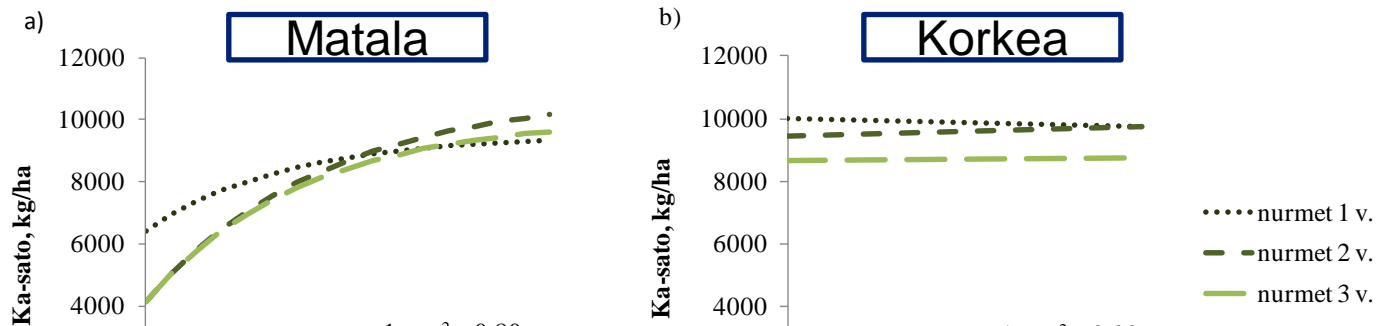 a)
Matala
12000
10000
8000
6000
4000
Ka-sato, kg/ha
b)
Korkea
12000
10000
8000
6000
4000
Ka-sato, kg/ha
nurmet 1 v.
nurmet 2 v.
nurmet 3 v.